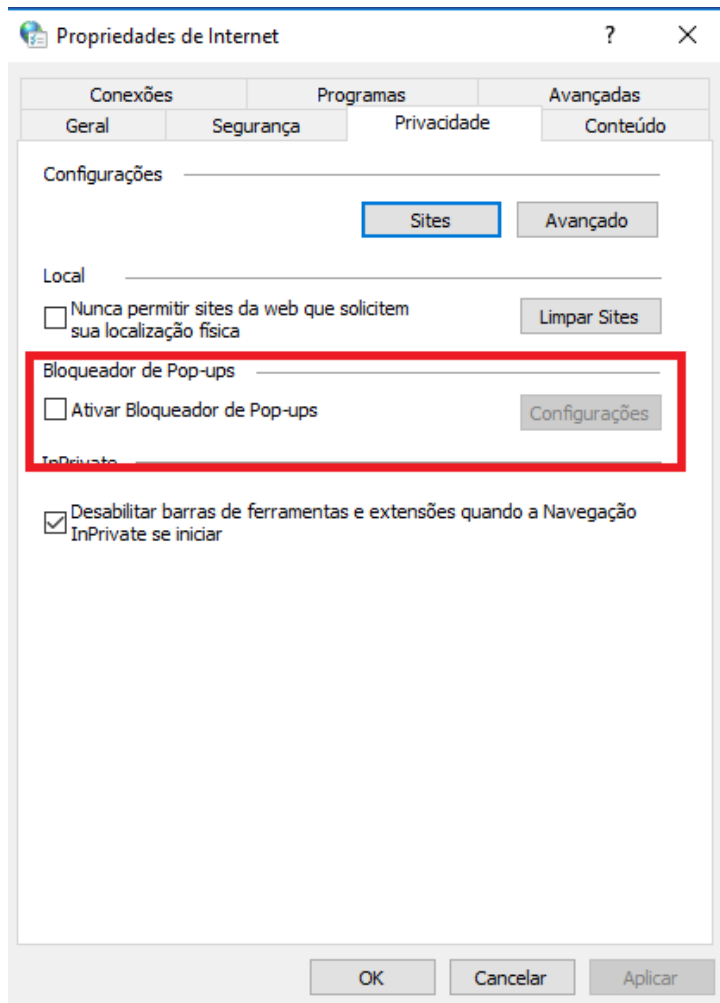 Propriedades de Internet
?
Conexões Programas Avançadas
Geral Segurança Privacidade Conteúdo
Configurações
Sites Avançado
Local
Nunca permitir sites da web que solicitem
sua localização física
Limpar Sites
Bloqueador de Pop-ups
Ativar Bloqueador de Pop-ups
Configurações
InPrivate
Desabilitar barras de ferramentas e extensões quando a Navegação
InPrivate se iniciar
OK Cancelar Aplicar